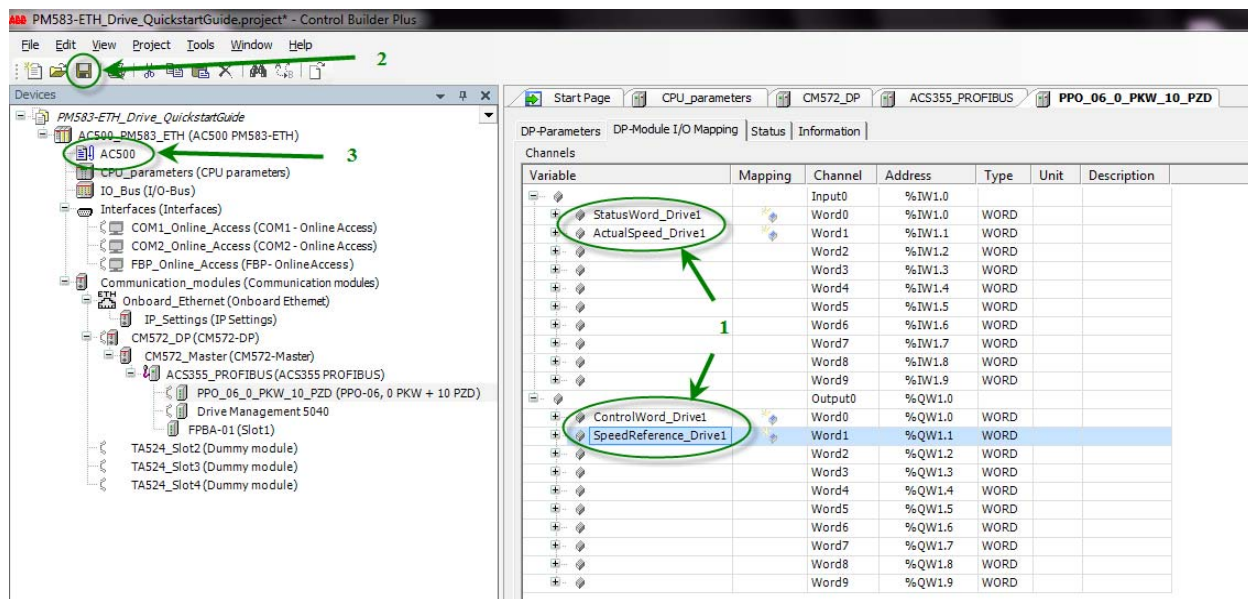 ABB PM583-ETH_Drive_QuickstartGuide.project* - Control Builder Plus
File Edit View Project Tools Window Help
2
Devices
PM583-ETH_Drive_QuickstartGuide
AC500_PM583_ETH (AC500 PM583-ETH)
AC500
3
CPU_parameters (CPU parameters)
IO_Bus (I/O-Bus)
Interfaces (Interfaces)
COM1_Online_Access (COM1 - Online Access)
COM2_Online_Access (COM2 - Online Access)
FBP_Online_Access (FBP- OnlineAccess)
Communication_modules (Communication modules)
ETH
Onboard_Ethernet (Onboard Ethernet)
IP_Settings (IP Settings)
CM572_DP (CM572-DP)
CM572_Master (CM572-Master)
ACS355_PROFIBUS (ACS355 PROFIBUS)
PPO_06_0_PKW_10_PZD (PPO-06, 0 PKW + 10 PZD)
Drive Management 5040
FPBA-01 (Slot1)
TA524_Slot2 (Dummy module)
TA524_Slot3 (Dummy module)
TA524_Slot4 (Dummy module)
Start Page CPU_parameters CM572_DP ACS355_PROFIBUS PPO_06_0_PKW_10_PZD
DP-Parameters DP-Module I/O Mapping Status Information
Channels
Variable Mapping Channel Address Type Unit Description
Input0 %IW1.0
StatusWord_Drive1 Word0 %IW1.0 WORD
ActualSpeed_Drive1 Word1 %IW1.1 WORD
Word2 %IW1.2 WORD
Word3 %IW1.3 WORD
Word4 %IW1.4 WORD
Word5 %IW1.5 WORD
Word6 %IW1.6 WORD
1
Word7 %IW1.7 WORD
Word8 %IW1.8 WORD
Word9 %IW1.9 WORD
Output0 %QW1.0
ControlWord_Drive1 Word0 %QW1.0 WORD
SpeedReference_Drive1 Word1 %QW1.1 WORD
Word2 %QW1.2 WORD
Word3 %QW1.3 WORD
Word4 %QW1.4 WORD
Word5 %QW1.5 WORD
Word6 %QW1.6 WORD
Word7 %QW1.7 WORD
Word8 %QW1.8 WORD
Word9 %QW1.9 WORD